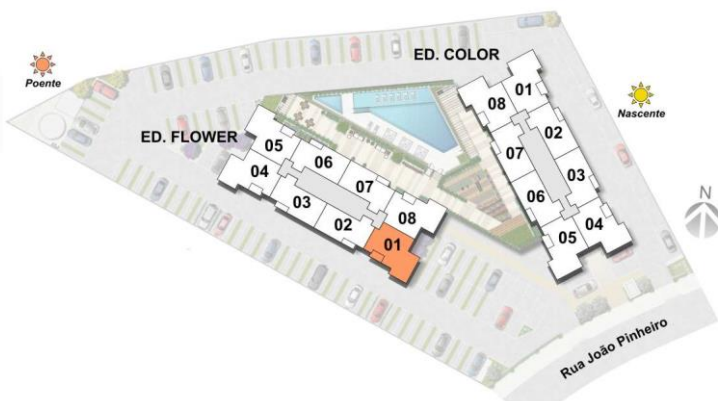 ED. COLOR
Poente
Nascente
ED. FLOWER
05
06
04
07
03
08
02
01
08
01
02
07
03
06
04
05
N
Rua João Pinheiro